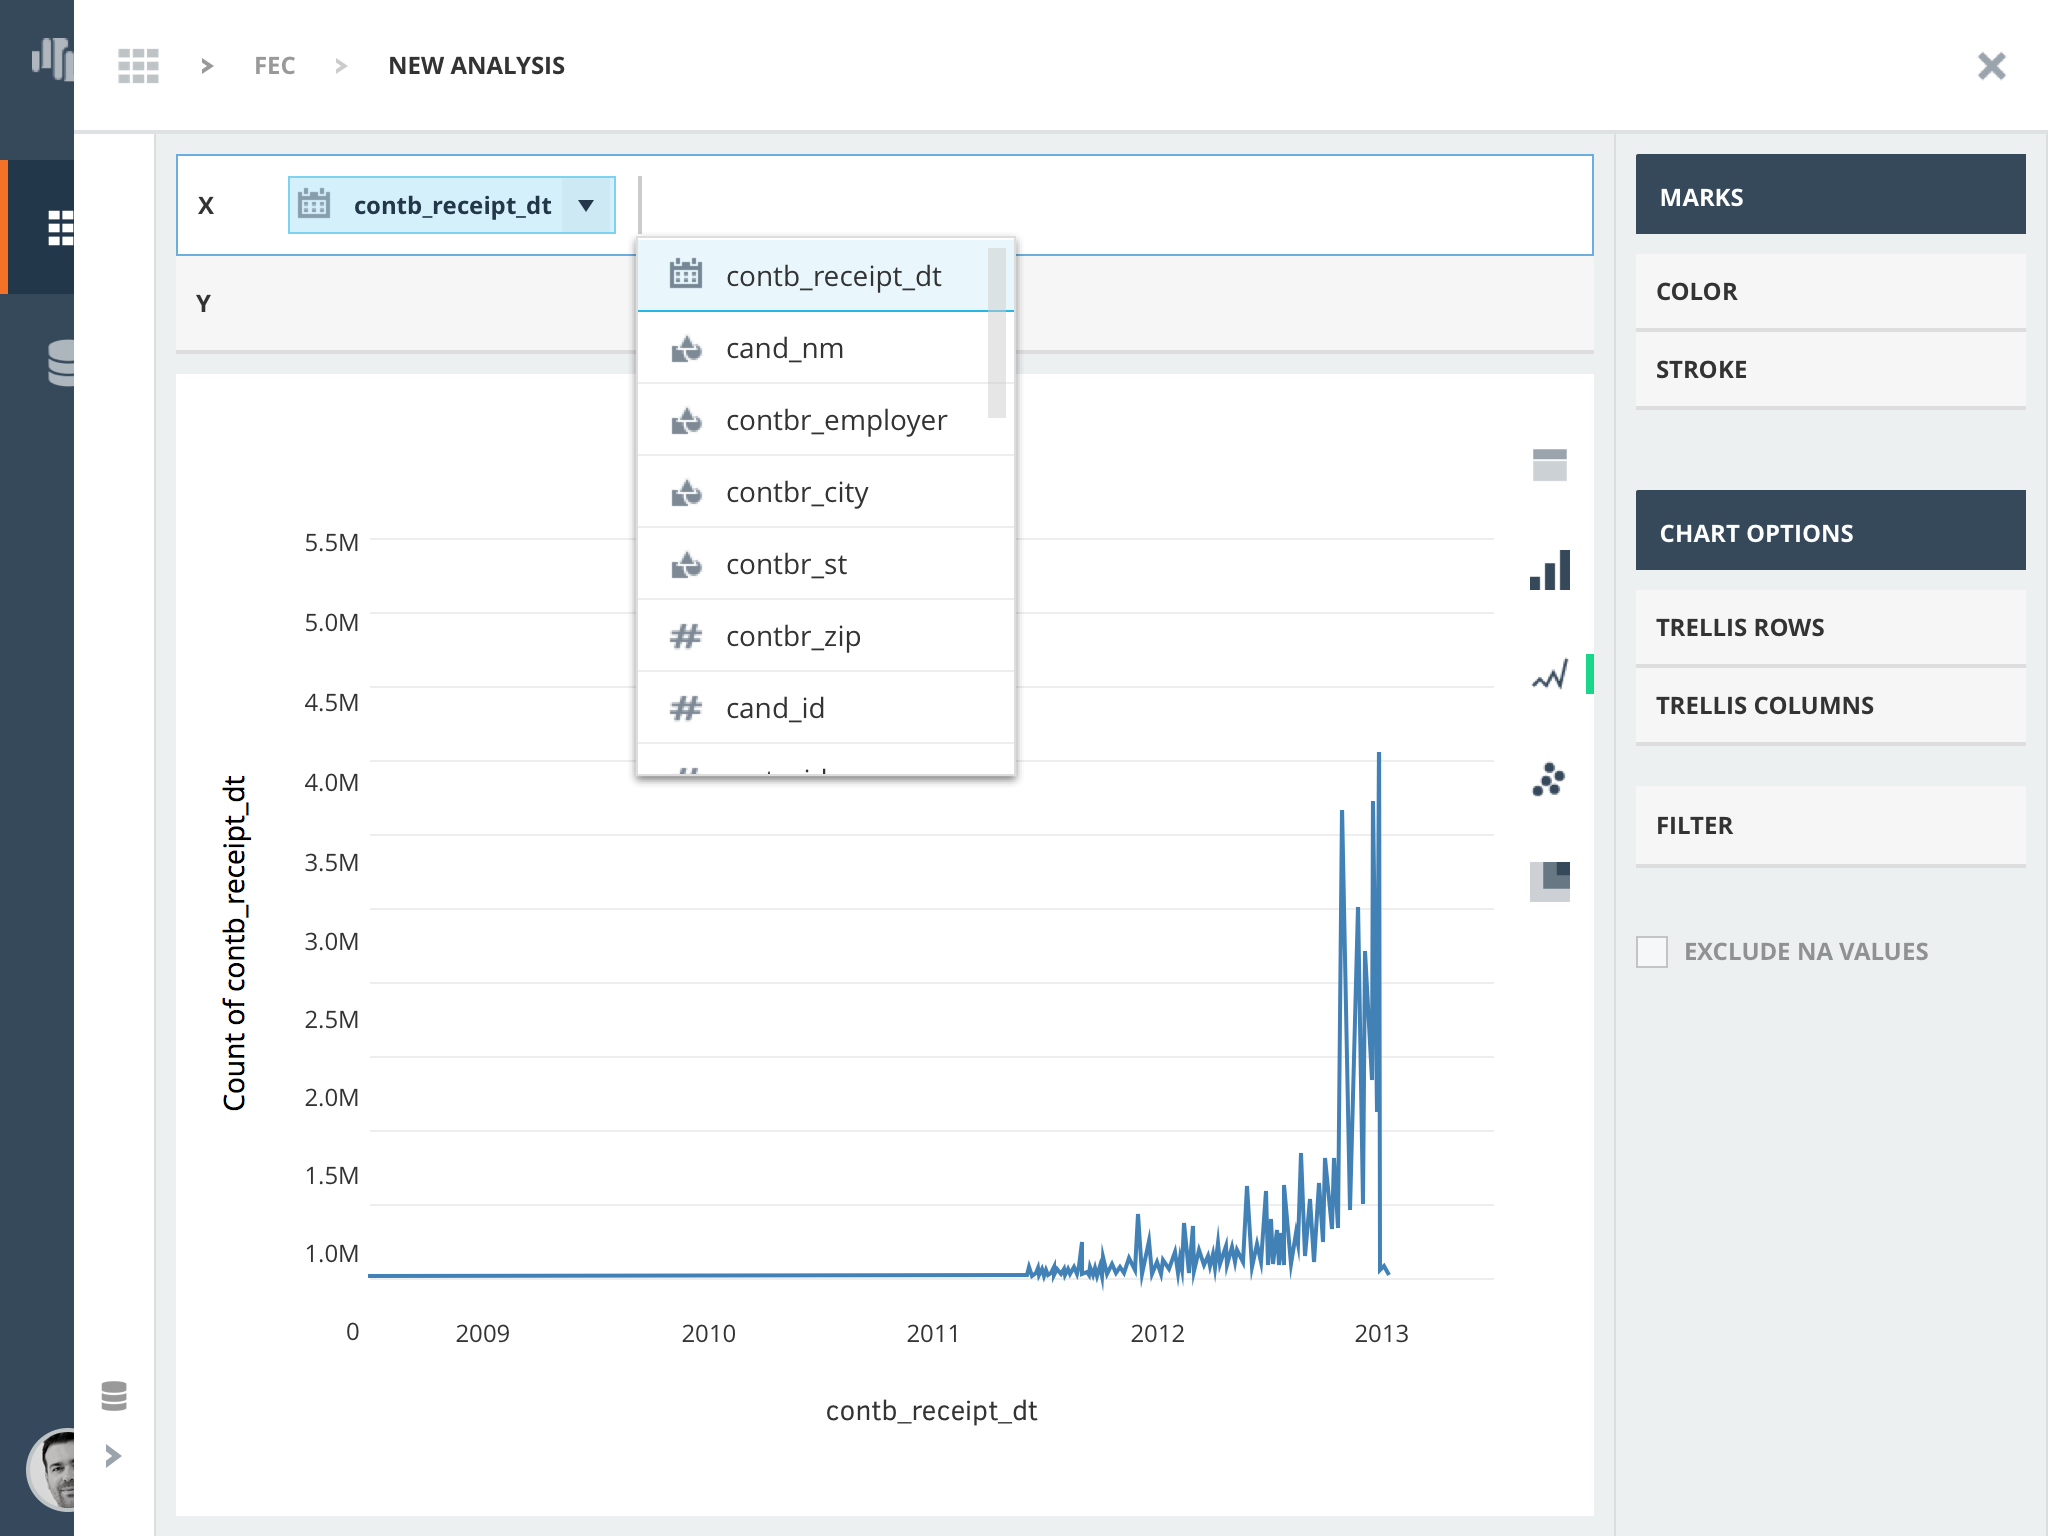 FEC
NEW ANALYSIS
X
contb_receipt_dt
Y
contb_receipt_dt
cand_nm
contbr_employer
contbr_city
contbr_st
contbr_zip
cand_id
5.5M
5.0M
4.5M
4.0M
3.5M
3.0M
2.5M
2.0M
1.5M
1.0M
0
Count of contb_receipt_dt
2009
2010
2011
2012
2013
contb_receipt_dt
MARKS
COLOR
STROKE
CHART OPTIONS
TRELLIS ROWS
TRELLIS COLUMNS
FILTER
EXCLUDE NA VALUES